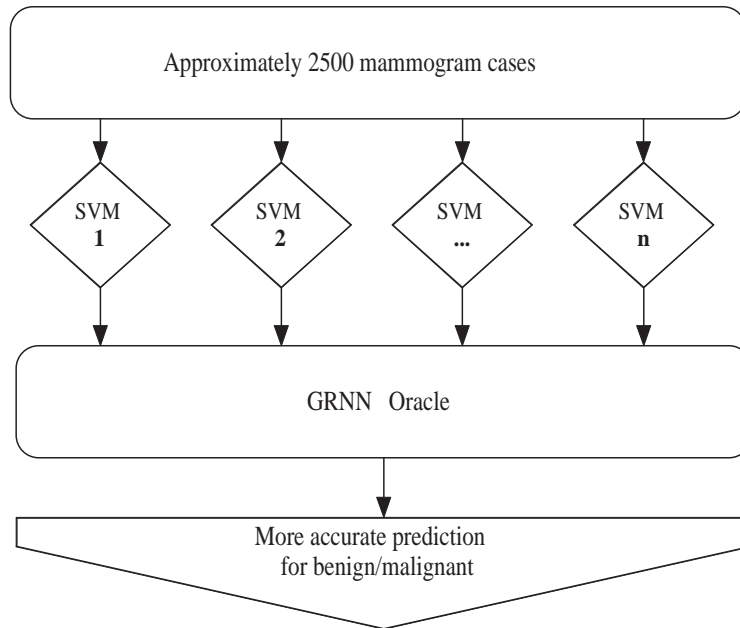 Approximately 2500 mammogram cases
SVM
1
SVM
2
SVM
...
SVM
n
GRNN Oracle
More accurate prediction
for benign/malignant